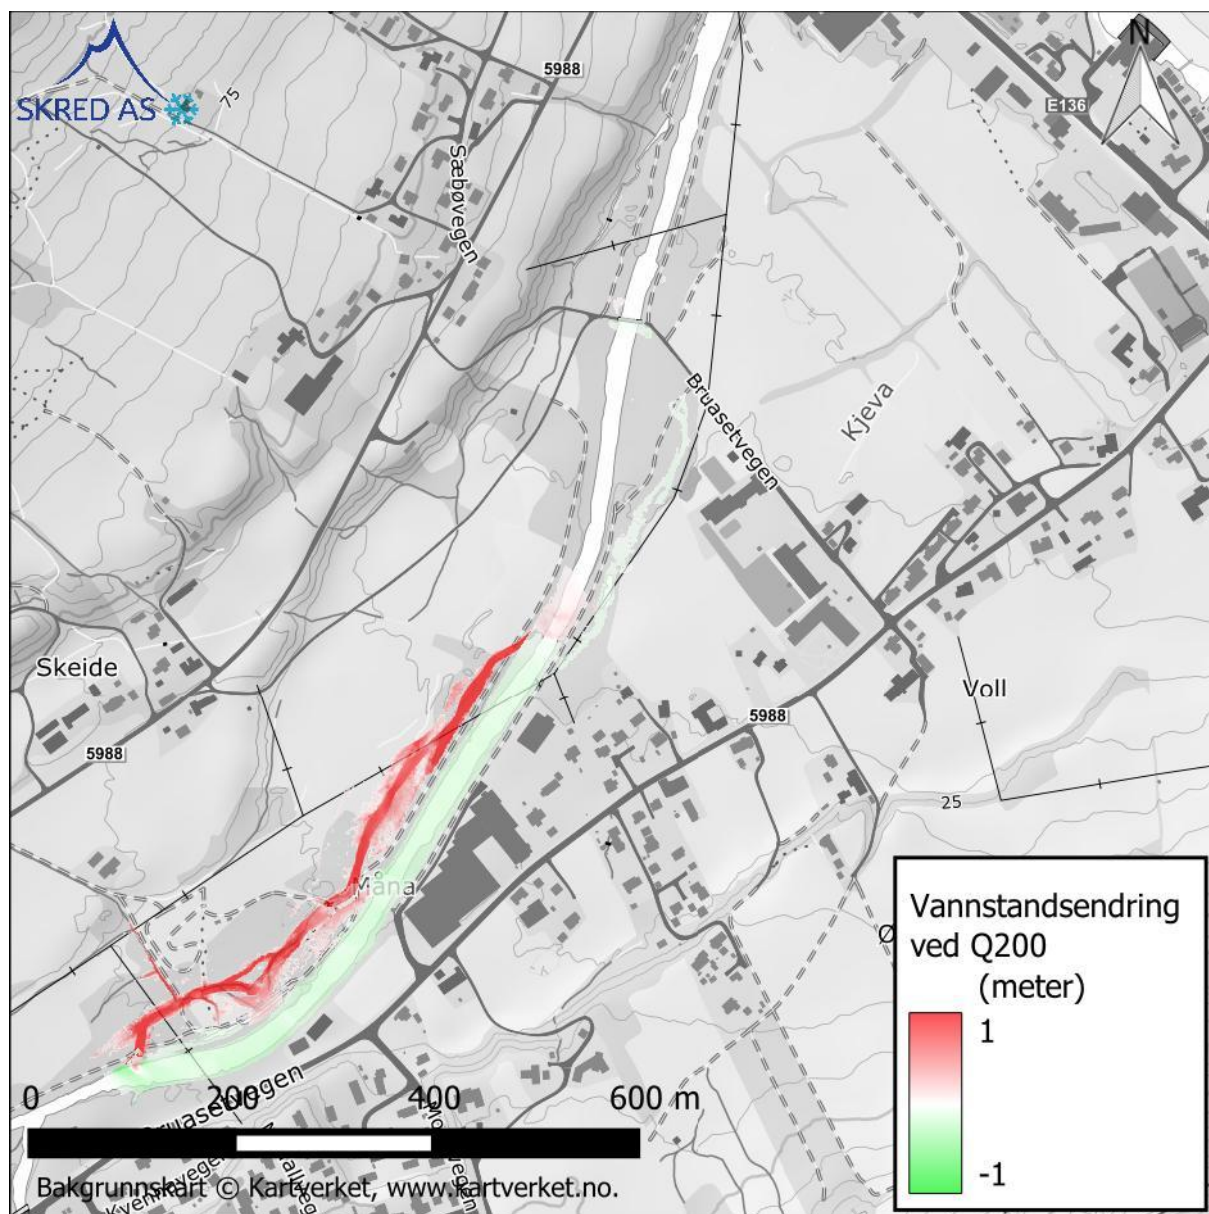 SKRED AS
75
5988
N
E136
Sæbøvegen
Bruasetvegen
Kjeva
Skeide
Voll
5988
5988
25
Måna
Ø
Vannstandsendring
ved Q200
(meter)
1
-1
0
200
400
600 m
Bruasetvegen
Bakgrunnskart © Kartverket, www.kartverket.no.